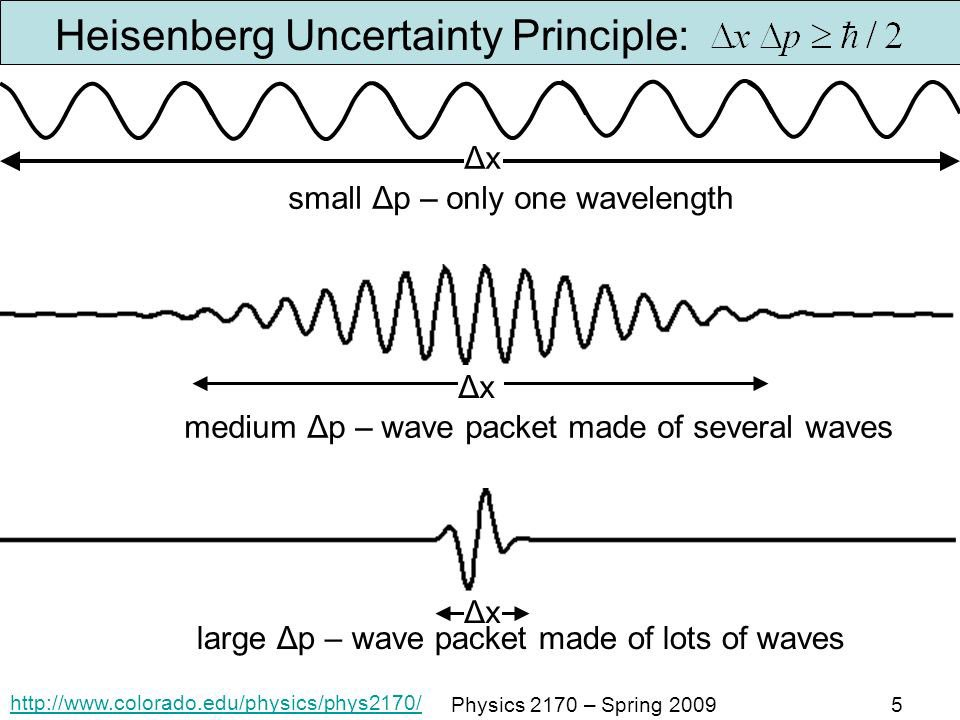 Heisenberg Uncertainty Principle: Δx Δp ≥ ħ / 2
Δx
small Δp – only one wavelength
Δx
medium Δp – wave packet made of several waves
Δx
large Δp – wave packet made of lots of waves
http://www.colorado.edu/physics/phys2170/ Physics 2170 – Spring 2009 5